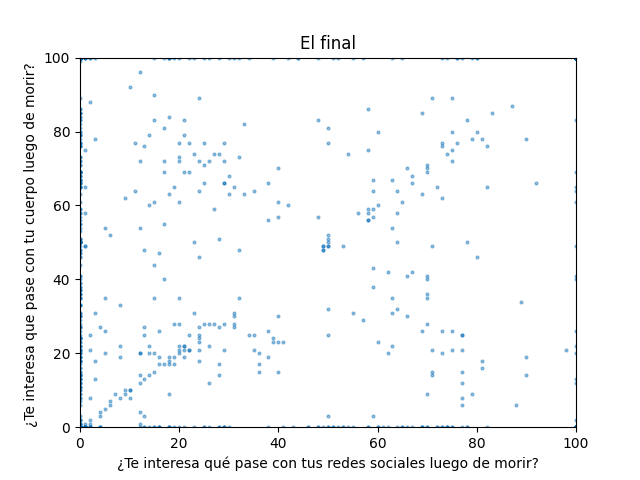 El final
¿Te interesa que pase con tu cuerpo luego de morir?
100
80
60
40
20
0
0 20 40 60 80 100
¿Te interesa qué pase con tus redes sociales luego de morir?